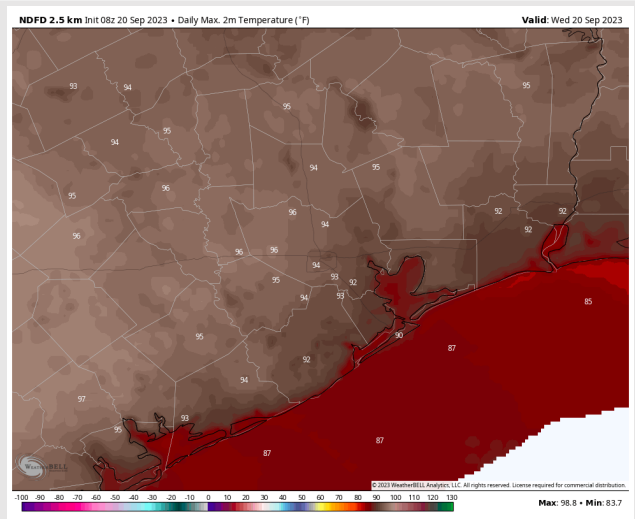 NDFD 2.5 km Init 08z 20 Sep 2023 • Daily Max. 2m Temperature (°F) Valid: Wed 20 Sep 2023
93 94 95 95
95
94
94 95
95 96
96 92 92
94 92
96
96 96
94
95 93 92
94 93
85
95 90
87
92
94
97
93
95
87
87
WeatherBELL
© 2023 WeatherBELL Analytics, LLC. All rights reserved. License required for commercial distribution.
-100 -90 -80 -70 -60 -50 -40 -30 -20 -10 0 10 20 30 40 50 60 70 80 90 100 110 120 130
Max: 98.8 • Min: 83.7